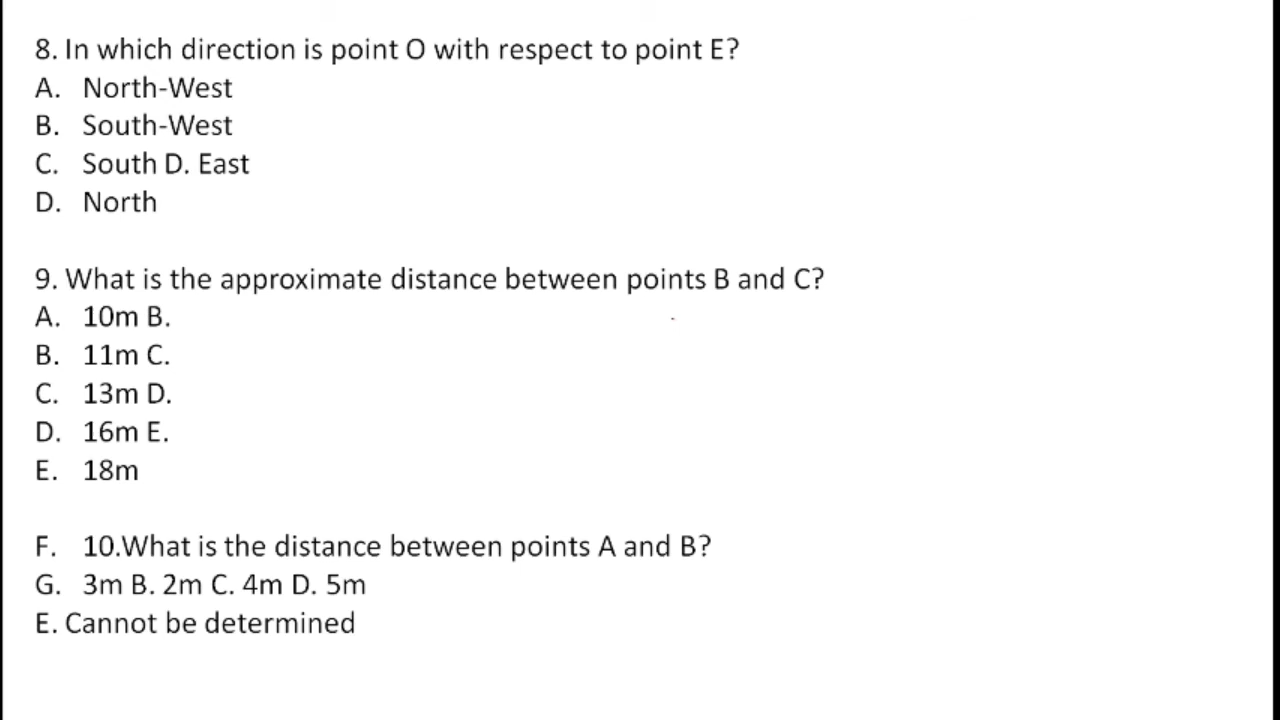 8. In which direction is point O with respect to point E?
A. North-West
B. South-West
C. South D. East
D. North
9. What is the approximate distance between points B and C?
A. 10m B.
B. 11m C.
C. 13m D.
D. 16m E.
E. 18m
F. 10.What is the distance between points A and B?
G. 3m B. 2m C. 4m D. 5m
E. Cannot be determined